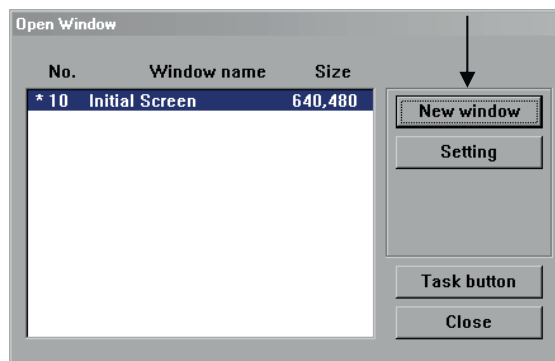 Open Window
No. Window name Size
* 10 Initial Screen 640,480
New window
Setting
Task button
Close